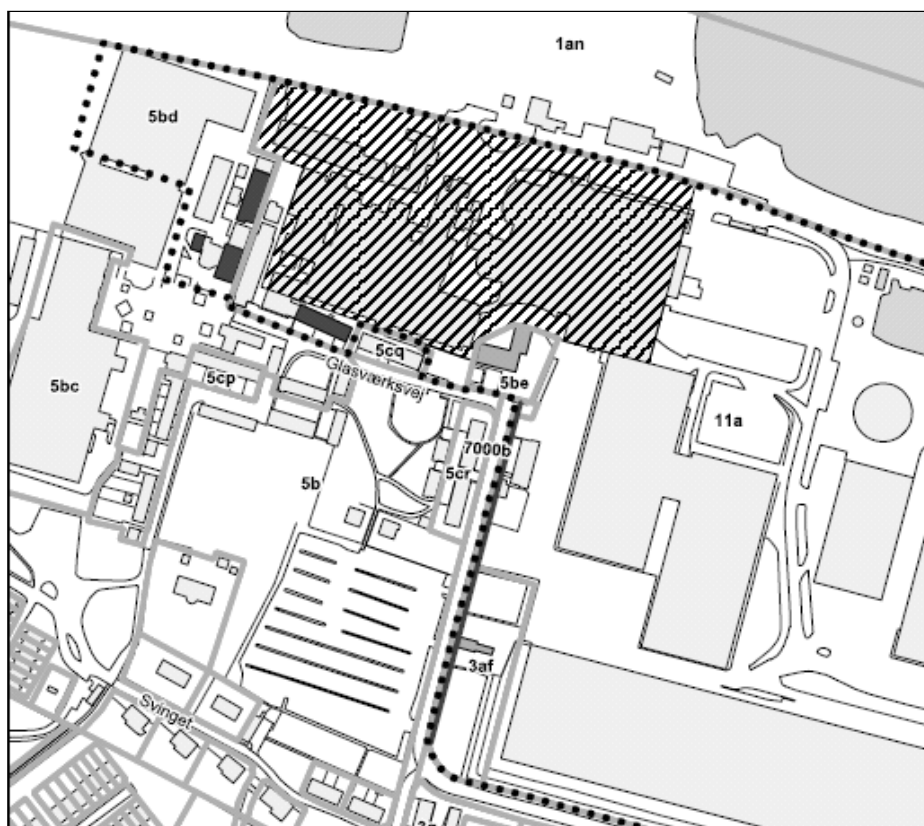 1an
5bd
5cq
5bc
5cp
Glasværksvej
5be
11a
7000b
5cr
5b
3af
Svinget